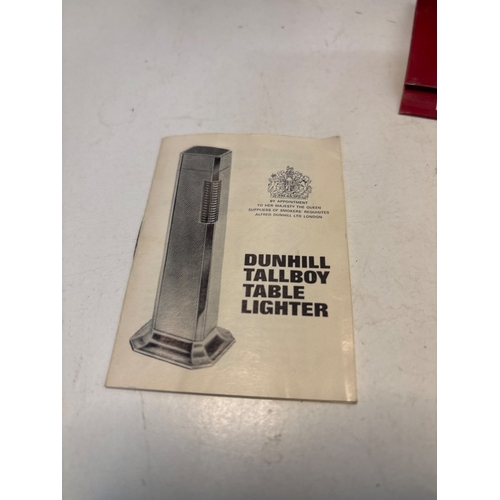 BY APPOINTMENT
TO HER MAJESTY THE QUEEN
SUPPLIERS OF SMOKERS' REQUISITES
ALFRED DUNHILL LTD LONDON
DUNHILL
TALLBOY
TABLE
LIGHTER